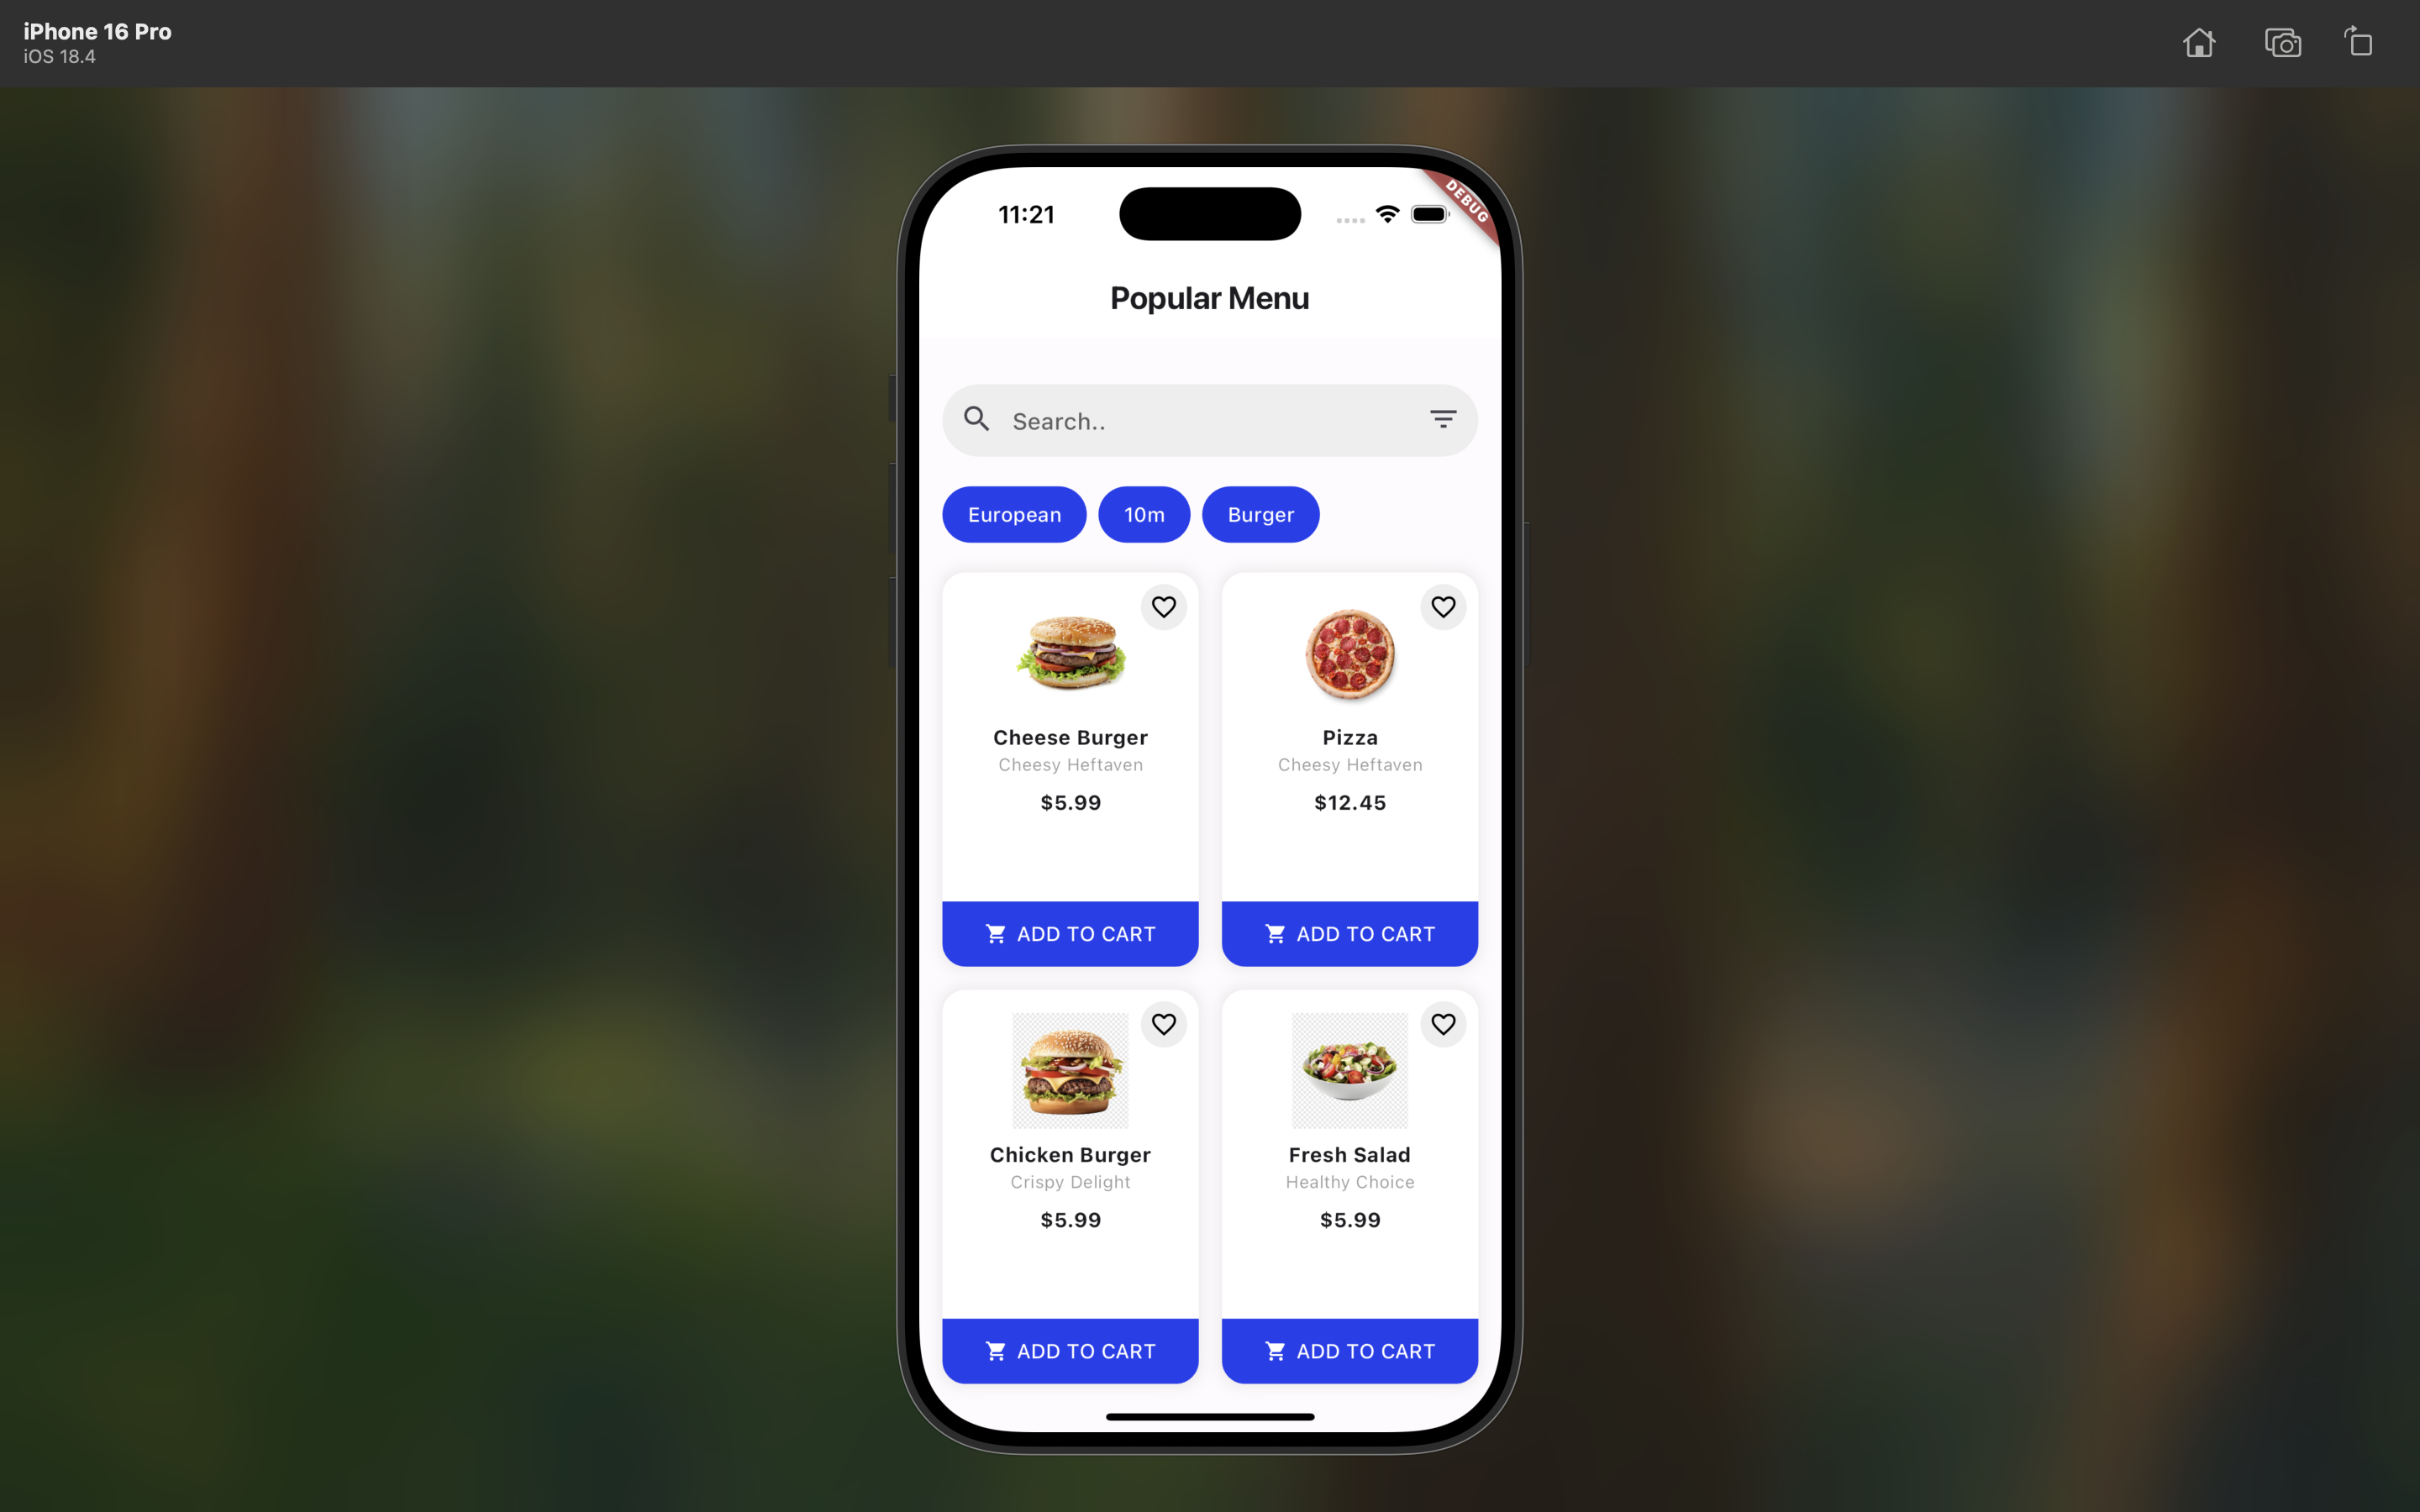 iPhone 16 Pro
iOS 18.4
11:21
DEBUG
Popular Menu
Search..
European 10m Burger
Cheese Burger Pizza
Cheesy Heftaven Cheesy Heftaven
$5.99 $12.45
ADD TO CART ADD TO CART
Chicken Burger Fresh Salad
Crispy Delight Healthy Choice
$5.99 $5.99
ADD TO CART ADD TO CART